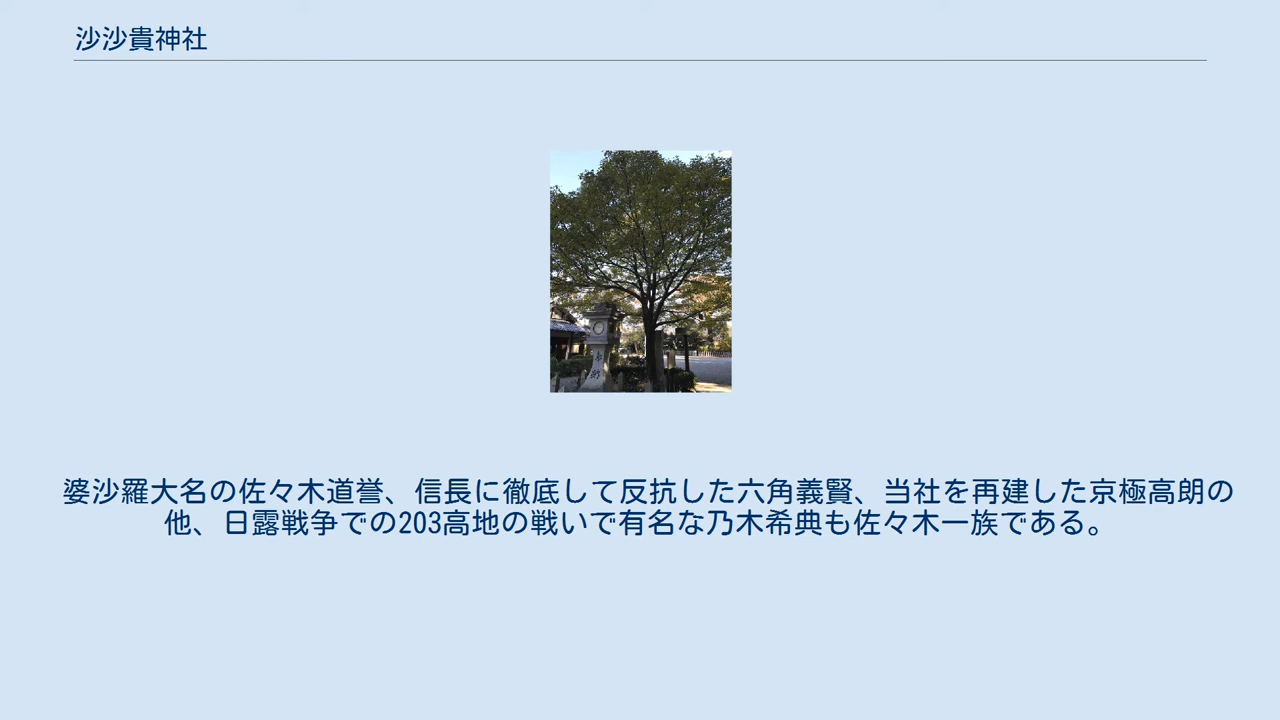 沙沙貴神社
婆沙羅大名の佐々木道誉、信長に徹底して反抗した六角義賢、当社を再建した京極高朗の
他、日露戦争での203高地の戦いで有名な乃木希典も佐々木一族である。